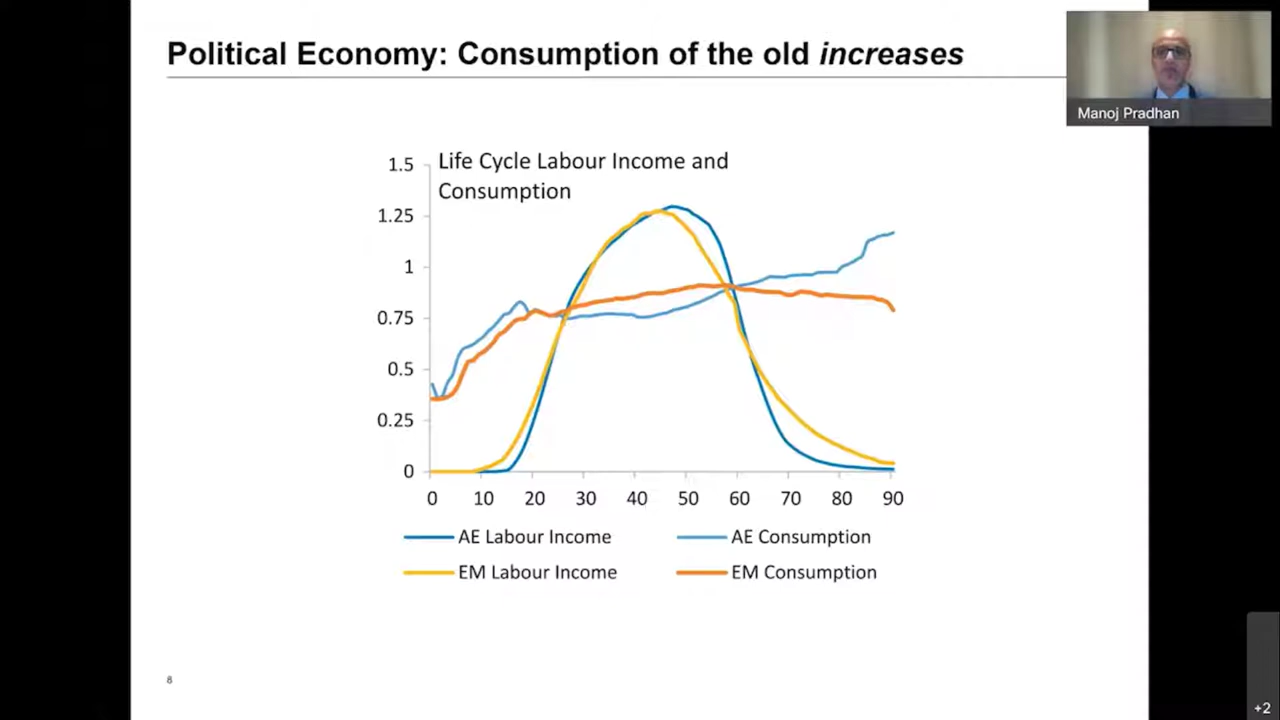 Political Economy: Consumption of the old increases
Manoj Pradhan
Life Cycle Labour Income and
Consumption
1.5
1.25
1
0.75
0.5
0.25
0
0 10 20 30 40 50 60 70 80 90
AE Labour Income AE Consumption
EM Labour Income EM Consumption
8
+2